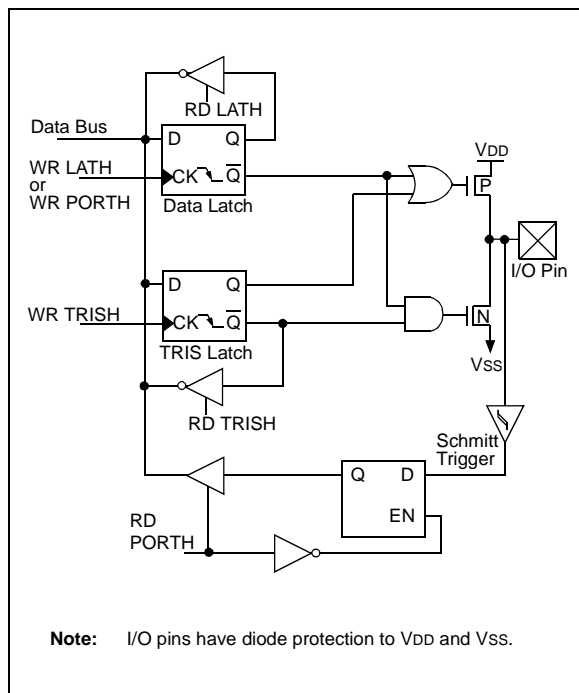 RD LATH
Data Bus
D Q
WR LATH
or
WR PORTH
CK Q
Data Latch
VDD
P
I/O Pin
D Q
WR TRISH
CK Q
TRIS Latch
N
VSS
RD TRISH
Schmitt
Trigger
Q D
EN
RD
PORTH
Note: I/O pins have diode protection to VDD and VSS.